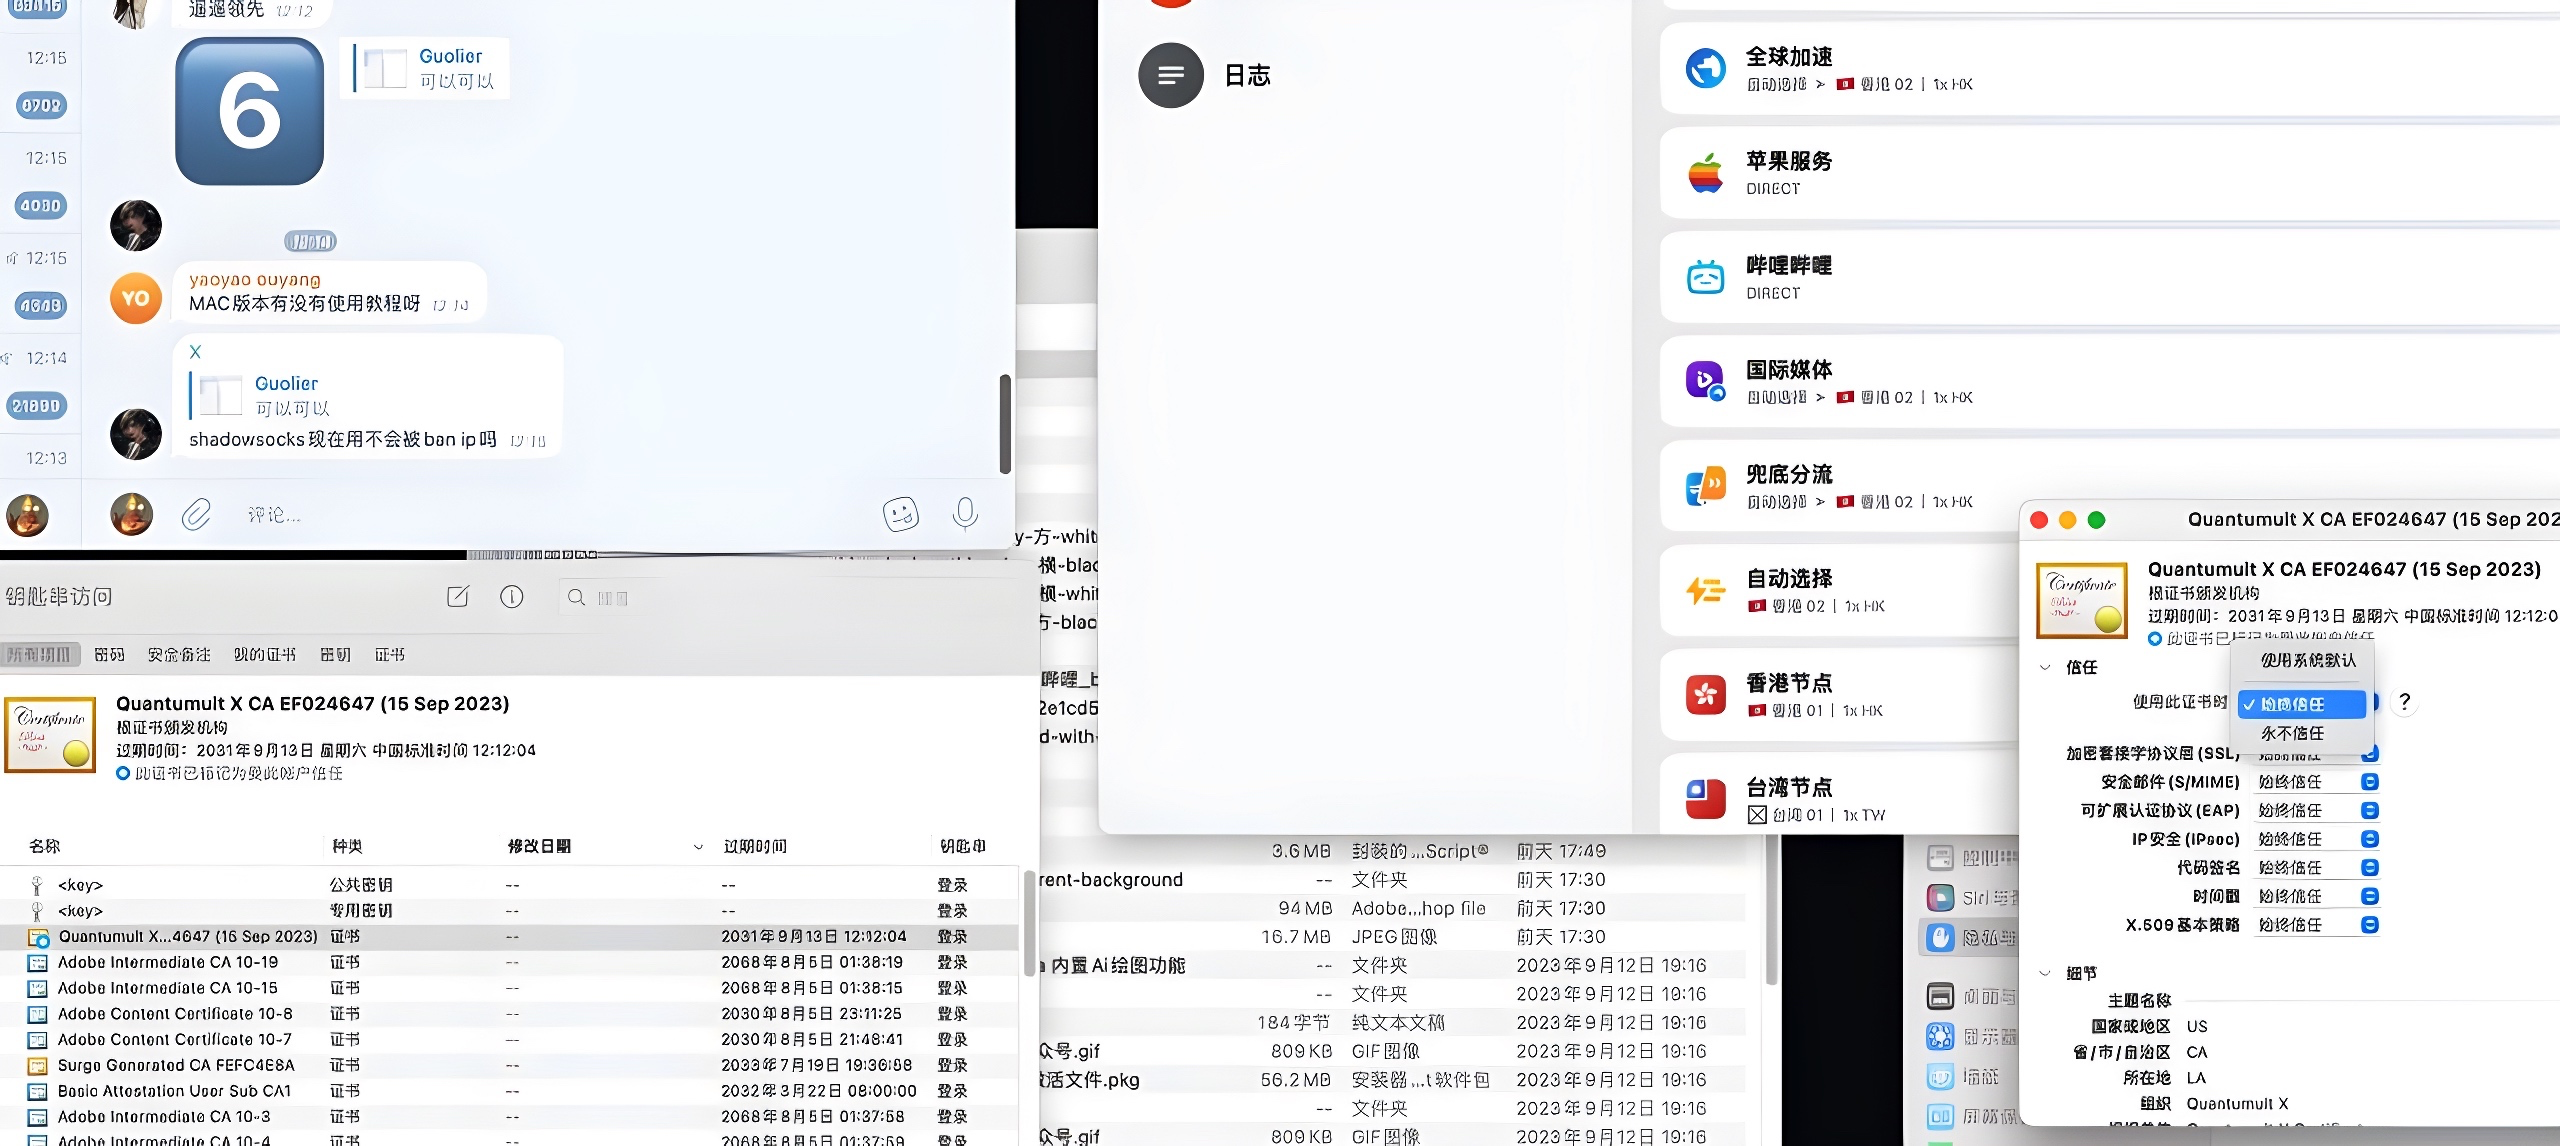 遥遥领先 12:12
12:15
6702
12:15
4080
12:15
4648
12:14
21880
12:13
6
Guolier
可以可以
yaoyao ouyang
MAC版本有没有使用教程呀
X
Guolier
可以可以
shadowsocks现在用不会被ban ip吗
评论...
日志
全球加速
自动选择 > 香港 02 | 1x HK
苹果服务
DIRECT
哔哩哔哩
DIRECT
国际媒体
自动选择 > 香港 02 | 1x HK
兜底分流
自动选择 > 香港 02 | 1x HK
自动选择
香港 02 | 1x HK
香港节点
香港 01 | 1x HK
台湾节点
台湾 01 | 1x TW
y-方-whit
横-blac
横-whit
方-blac
哔哩_b
2e1cd5
d-with-
钥匙串访问
所有项目 密码 安全备注 我的证书 密钥 证书
Certificate
Quantumult X CA EF024647 (15 Sep 2023)
根证书颁发机构
过期时间：2031年9月13日 星期六 中国标准时间 12:12:04
此证书已标记为受此账户信任
名称 种类 修改日期 过期时间 钥匙串
<key> 公共密钥 -- -- 登录
<key> 专用密钥 -- -- 登录
Quantumult X...4647 (15 Sep 2023) 证书 -- 2031年9月13日 12:12:04 登录
Adobe Intermediate CA 10-19 证书 -- 2068年8月5日 01:38:19 登录
Adobe Intermediate CA 10-15 证书 -- 2068年8月5日 01:38:15 登录
Adobe Content Certificate 10-8 证书 -- 2030年8月5日 23:11:25 登录
Adobe Content Certificate 10-7 证书 -- 2030年8月5日 21:48:41 登录
Surge Generated CA FEFC4E8A 证书 -- 2033年7月19日 19:36:58 登录
Basic Attestation User Sub CA1 证书 -- 2032年3月22日 08:00:00 登录
Adobe Intermediate CA 10-3 证书 -- 2068年8月5日 01:37:58 登录
Adobe Intermediate CA 10-4 证书 2068年8月5日 01:37:59 登录
3.6 MB 封装的...Script® 前天 17:49
rent-background -- 文件夹 前天 17:30
94 MB Adobe...hop file 前天 17:30
16.7 MB JPEG图像 前天 17:30
内置Ai绘图功能 -- 文件夹 2023年9月12日 19:16
-- 文件夹 2023年9月12日 19:16
184字节 纯文本文稿 2023年9月12日 19:16
众号.gif 809 KB GIF图像 2023年9月12日 19:16
激活文件.pkg 56.2 MB 安装器...t软件包 2023年9月12日 19:16
-- 文件夹 2023年9月12日 19:16
众号.gif 809 KB GIF图像 2023年9月12日 19:16
Quantumult X CA EF024647 (15 Sep 202
Certificate
Quantumult X CA EF024647 (15 Sep 2023)
根证书颁发机构
过期时间：2031年9月13日 星期六 中国标准时间 12:12:0
信任
使用此证书时
使用系统默认
✓ 始终信任
永不信任
?
加密套接字协议层 (SSL) 始终信任
安全邮件 (S/MIME) 始终信任
可扩展认证协议 (EAP) 始终信任
IP安全 (IPsec) 始终信任
代码签名 始终信任
时间戳 始终信任
X.509基本策略 始终信任
细节
主题名称
国家或地区 US
省/市/自治区 CA
所在地 LA
组织 Quantumult X